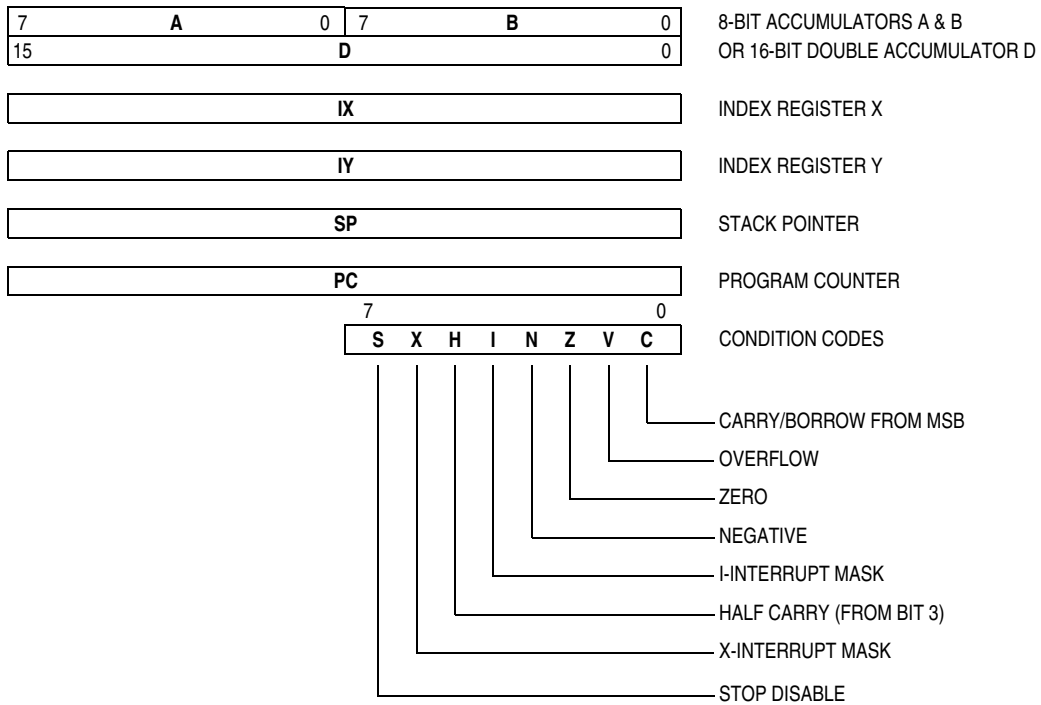 7 A 0 7 B 0 8-BIT ACCUMULATORS A & B
15 D 0 OR 16-BIT DOUBLE ACCUMULATOR D
IX INDEX REGISTER X
IY INDEX REGISTER Y
SP STACK POINTER
PC PROGRAM COUNTER
7 0
S X H I N Z V C CONDITION CODES
CARRY/BORROW FROM MSB
OVERFLOW
ZERO
NEGATIVE
I-INTERRUPT MASK
HALF CARRY (FROM BIT 3)
X-INTERRUPT MASK
STOP DISABLE